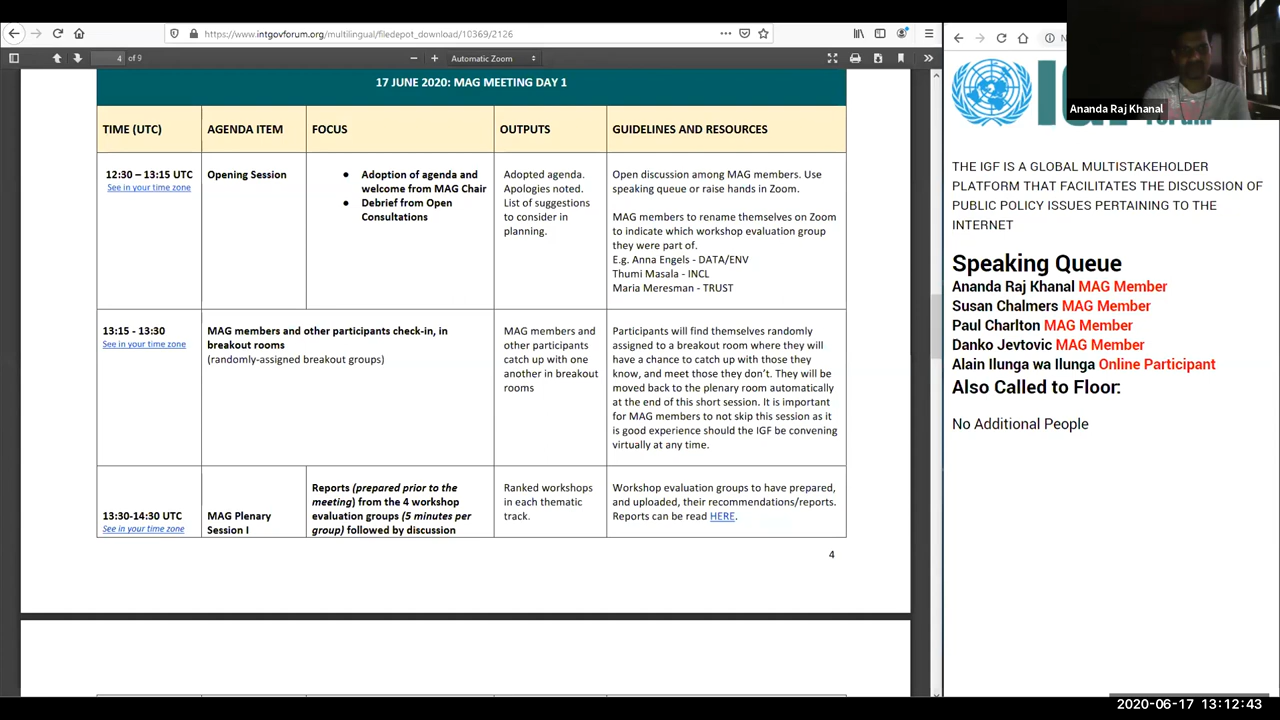 https://www.intgovforum.org/multilingual/filedepot_download/10369/2126
4 of 9
Automatic Zoom
17 JUNE 2020: MAG MEETING DAY 1
TIME (UTC) AGENDA ITEM FOCUS OUTPUTS GUIDELINES AND RESOURCES
12:30 – 13:15 UTC
See in your time zone
Opening Session
• Adoption of agenda and
welcome from MAG Chair
• Debrief from Open
Consultations
Adopted agenda.
Apologies noted.
List of suggestions
to consider in
planning.
Open discussion among MAG members. Use
speaking queue or raise hands in Zoom.
MAG members to rename themselves on Zoom
to indicate which workshop evaluation group
they were part of.
E.g. Anna Engels - DATA/ENV
Thumi Masala - INCL
Maria Meresman - TRUST
13:15 - 13:30
See in your time zone
MAG members and other participants check-in, in
breakout rooms
(randomly-assigned breakout groups)
MAG members and
other participants
catch up with one
another in breakout
rooms
Participants will find themselves randomly
assigned to a breakout room where they will
have a chance to catch up with those they
know, and meet those they don't. They will be
moved back to the plenary room automatically
at the end of this short session. It is important
for MAG members to not skip this session as it
is good experience should the IGF be convening
virtually at any time.
13:30-14:30 UTC
See in your time zone
MAG Plenary
Session I
Reports (prepared prior to the
meeting) from the 4 workshop
evaluation groups (5 minutes per
group) followed by discussion
Ranked workshops
in each thematic
track.
Workshop evaluation groups to have prepared,
and uploaded, their recommendations/reports.
Reports can be read HERE.
4
Ananda Raj Khanal
THE IGF IS A GLOBAL MULTISTAKEHOLDER
PLATFORM THAT FACILITATES THE DISCUSSION OF
PUBLIC POLICY ISSUES PERTAINING TO THE
INTERNET
Speaking Queue
Ananda Raj Khanal MAG Member
Susan Chalmers MAG Member
Paul Charlton MAG Member
Danko Jevtovic MAG Member
Alain Ilunga wa Ilunga Online Participant
Also Called to Floor:
No Additional People
2020-06-17 13:12:43